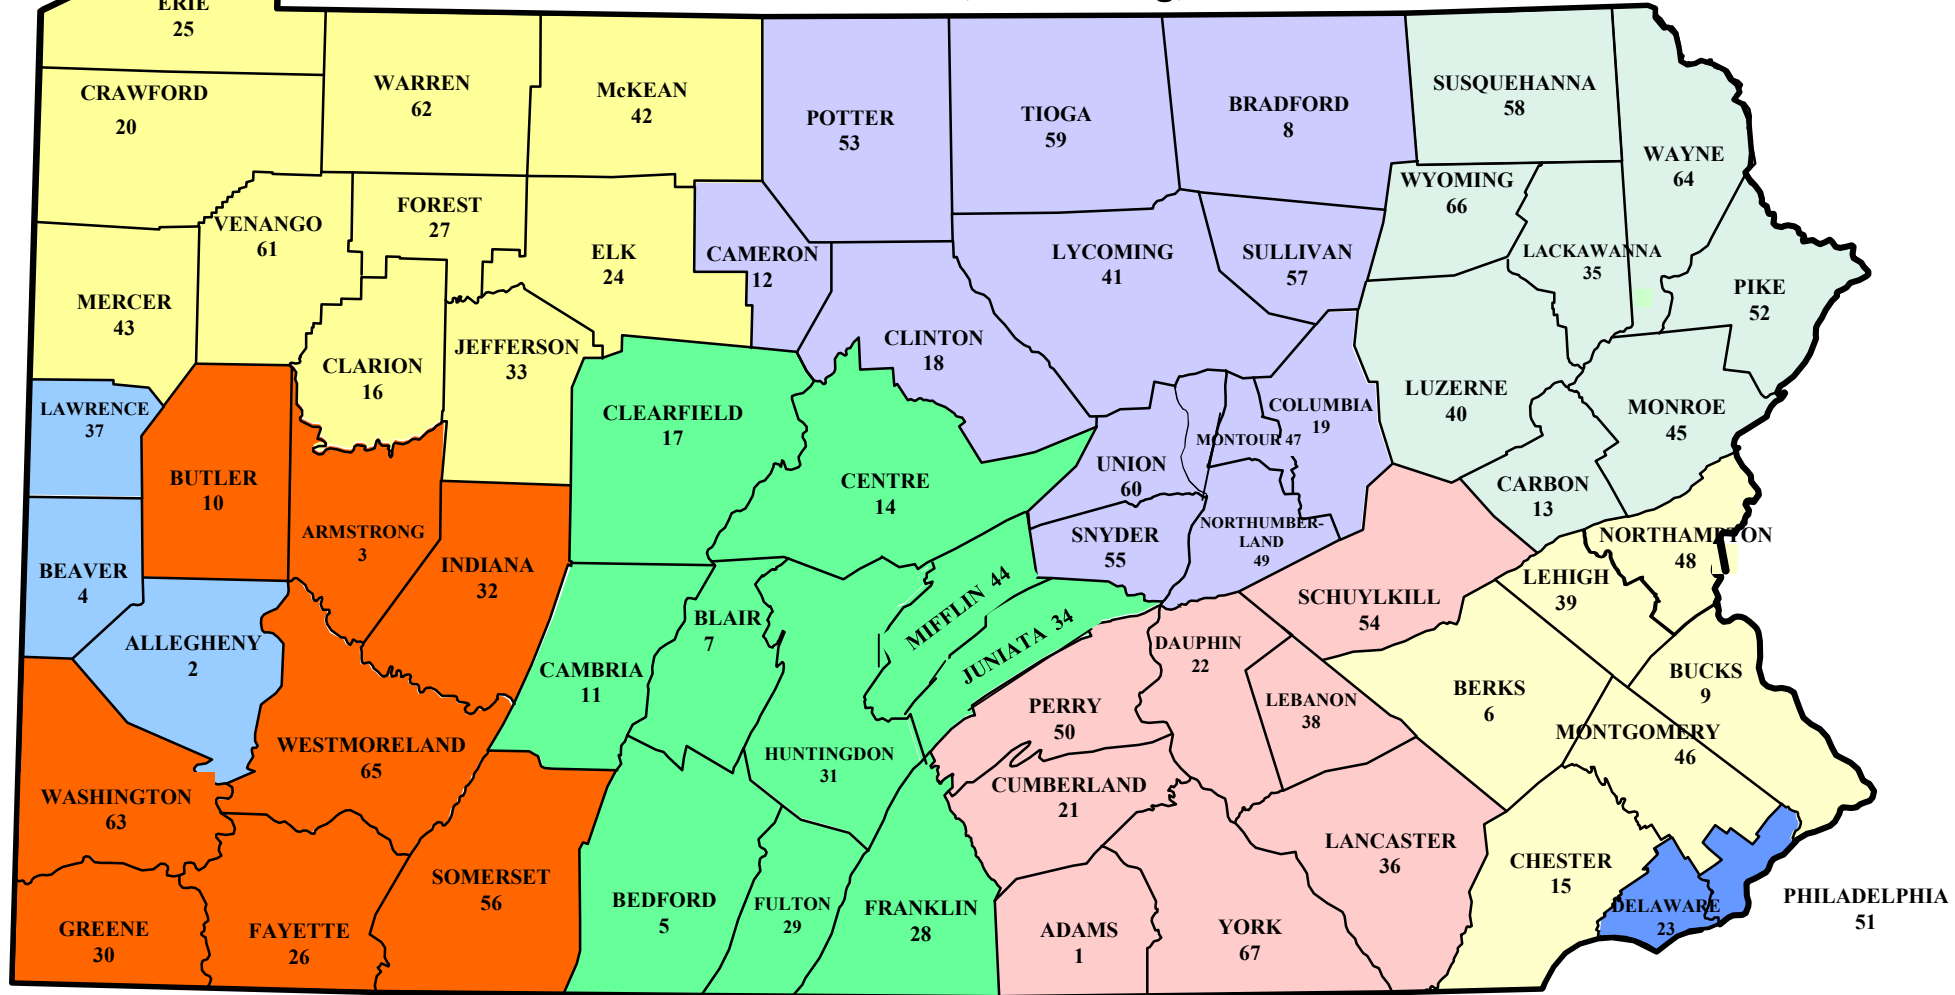 ERIE
25
CRAWFORD
20
WARREN
62
McKEAN
42
POTTER
53
TIOGA
59
BRADFORD
8
SUSQUEHANNA
58
WAYNE
64
WYOMING
66
LACKAWANNA
35
PIKE
52
MERCER
43
VENANGO
61
FOREST
27
ELK
24
CAMERON
12
LYCOMING
41
SULLIVAN
57
CLARION
16
JEFFERSON
33
CLINTON
18
CLEARFIELD
17
CENTRE
14
UNION
60
MONTOUR 47
COLUMBIA
19
LUZERNE
40
MONROE
45
CARBON
13
LAWRENCE
37
BUTLER
10
ARMSTRONG
3
INDIANA
32
BEAVER
4
ALLEGHENY
2
SNYDER
55
NORTHUMBER-
LAND
49
NORTHAMPTON
48
LEHIGH
39
SCHUYLKILL
54
CAMBRIA
11
BLAIR
7
MIFFLIN 44
JUNIATA 34
DAUPHIN
22
LEBANON
38
BERKS
6
BUCKS
9
MONTGOMERY
46
PERRY
50
HUNTINGDON
31
CUMBERLAND
21
WESTMORELAND
65
WASHINGTON
63
GREENE
30
FAYETTE
26
SOMERSET
56
BEDFORD
5
FULTON
29
FRANKLIN
28
ADAMS
1
YORK
67
LANCASTER
36
CHESTER
15
DELAWARE
23
PHILADELPHIA
51